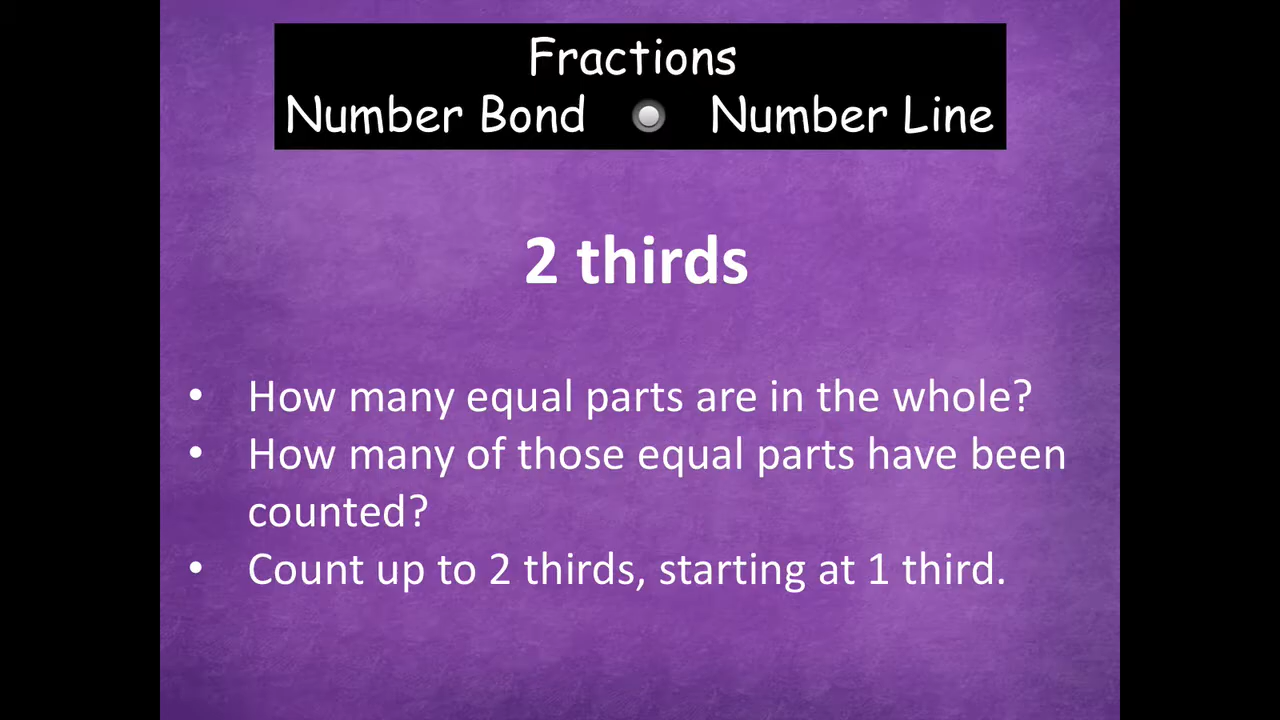 Fractions
Number Bond Number Line
2 thirds
• How many equal parts are in the whole?
• How many of those equal parts have been
counted?
• Count up to 2 thirds, starting at 1 third.